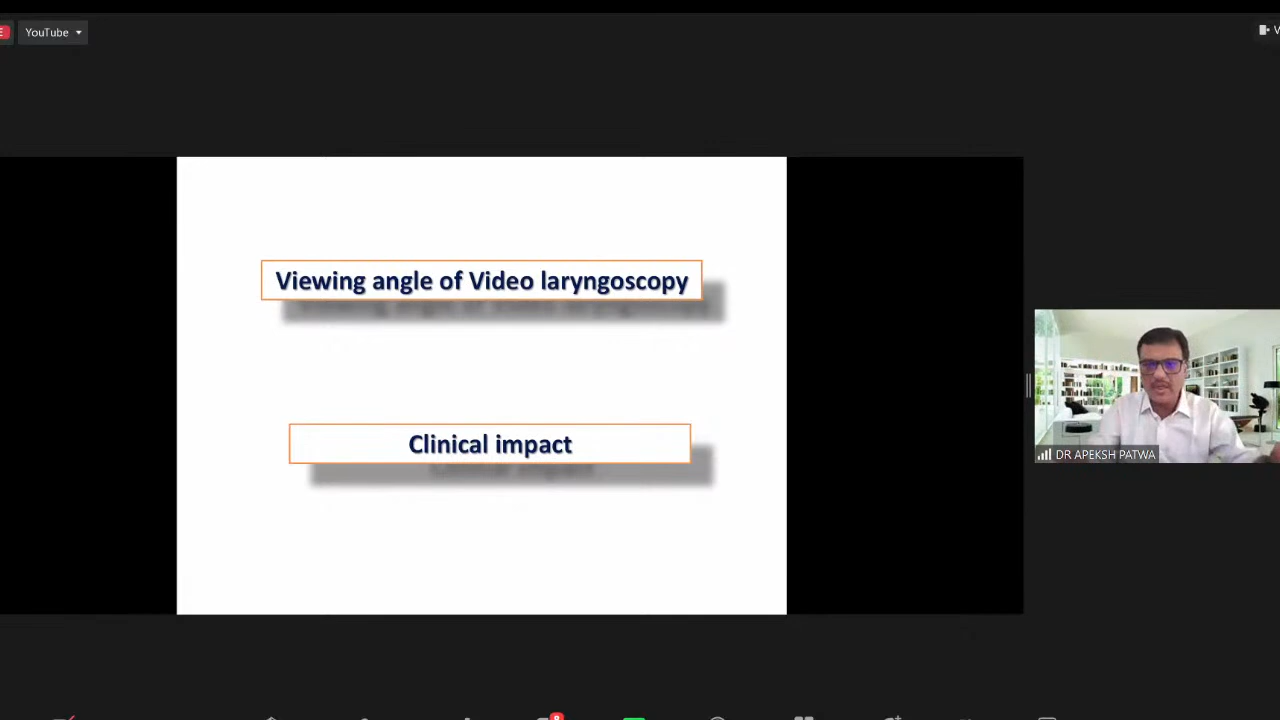 YouTube
Viewing angle of Video laryngoscopy
Clinical impact
DR APEKSH PATWA